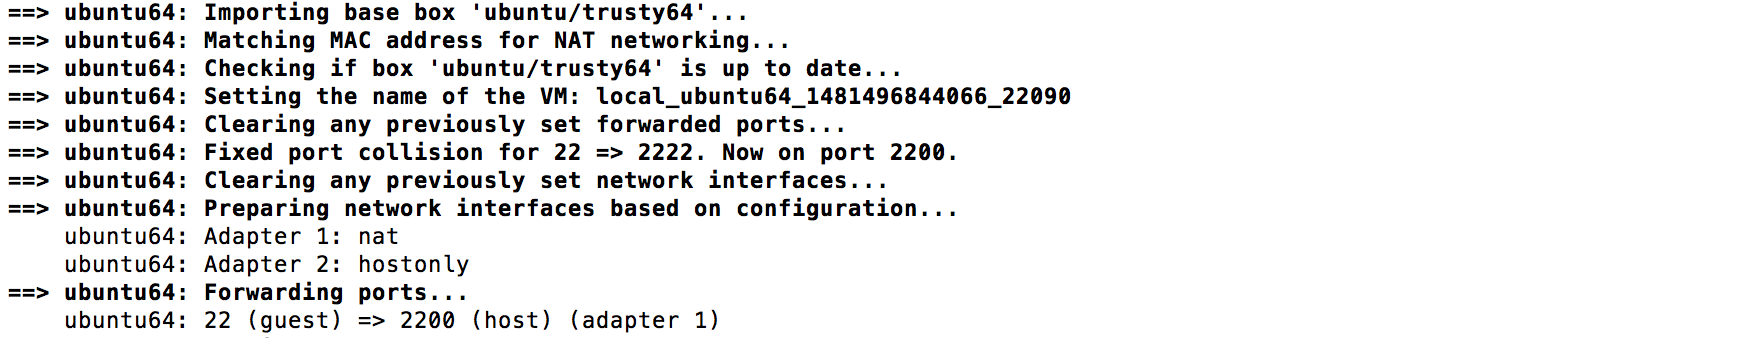 ==> ubuntu64: Importing base box 'ubuntu/trusty64'...
==> ubuntu64: Matching MAC address for NAT networking...
==> ubuntu64: Checking if box 'ubuntu/trusty64' is up to date...
==> ubuntu64: Setting the name of the VM: local_ubuntu64_1481496844066_22090
==> ubuntu64: Clearing any previously set forwarded ports...
==> ubuntu64: Fixed port collision for 22 => 2222. Now on port 2200.
==> ubuntu64: Clearing any previously set network interfaces...
==> ubuntu64: Preparing network interfaces based on configuration...
    ubuntu64: Adapter 1: nat
    ubuntu64: Adapter 2: hostonly
==> ubuntu64: Forwarding ports...
    ubuntu64: 22 (guest) => 2200 (host) (adapter 1)